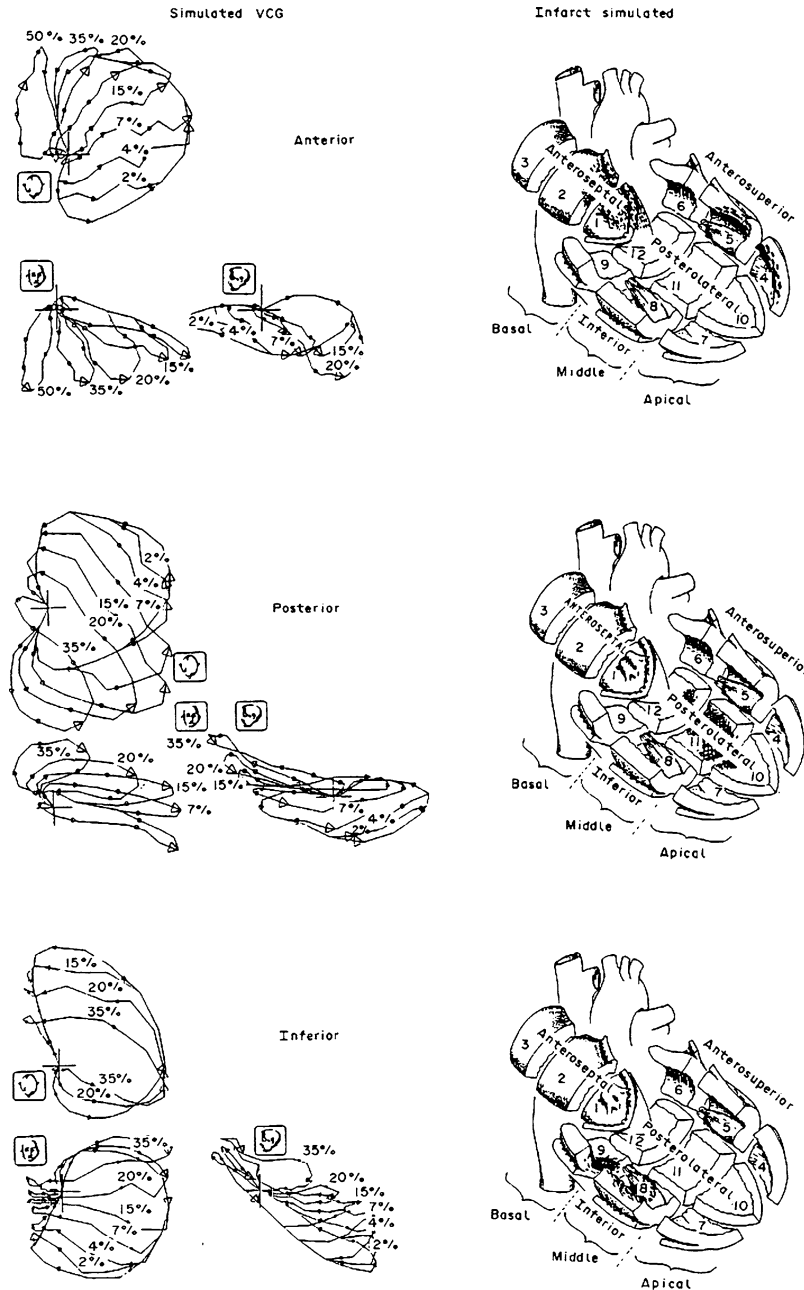 Simulated VCG
Infarct simulated
50% 35% 20%
15%
7%
4%
2%
Anterior
2% 4% 7%
15%
20%
50% 35% 20% 15%
3 Anteroseptal
2
1
Anterosuperior
6
5
4
Posterolateral
12
11
10
9
8
7
Basal
Inferior
Middle
Apical
2%
4%
15% 7%
20%
35%
Posterior
35%
20%
15%
7%
35%
20%
15%
7%
4%
2%
3 ANTEROSEPTAL
2
1
Anterosuperior
6
5
4
Posterolateral
12
11
10
9
8
7
Basal
Inferior
Middle
Apical
15%
20%
35%
35%
20%
Inferior
35%
20%
15%
7%
4%
2%
35%
20%
15%
7%
4%
2%
3 Anteroseptal
2
1
Anterosuperior
6
5
4
Posterolateral
12
11
10
9
8
7
Basal
Inferior
Middle
Apical